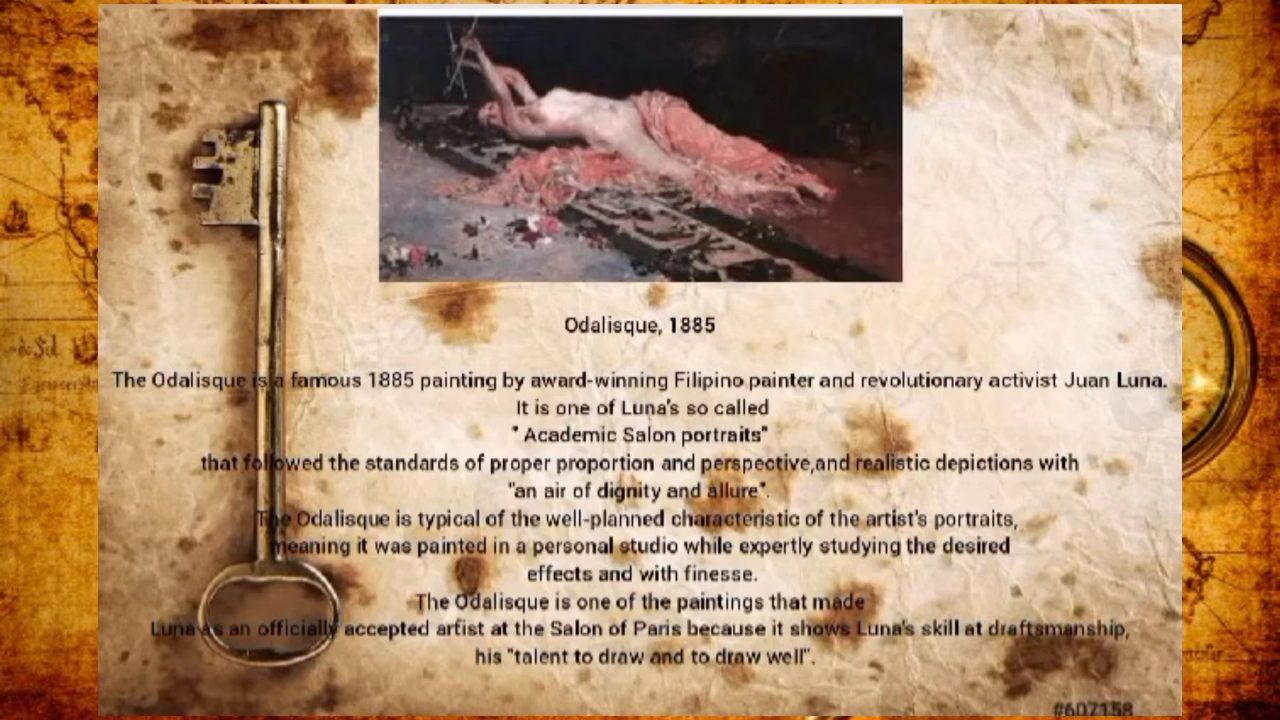 Odalisque, 1885
The Odalisque is a famous 1885 painting by award-winning Filipino painter and revolutionary activist Juan Luna.
It is one of Luna's so called
" Academic Salon portraits"
that followed the standards of proper proportion and perspective,and realistic depictions with
"an air of dignity and allure".
The Odalisque is typical of the well-planned characteristic of the artist's portraits,
meaning it was painted in a personal studio while expertly studying the desired
effects and with finesse.
The Odalisque is one of the paintings that made
Luna as an officially accepted artist at the Salon of Paris because it shows Luna's skill at draftsmanship,
his "talent to draw and to draw well".
#607158